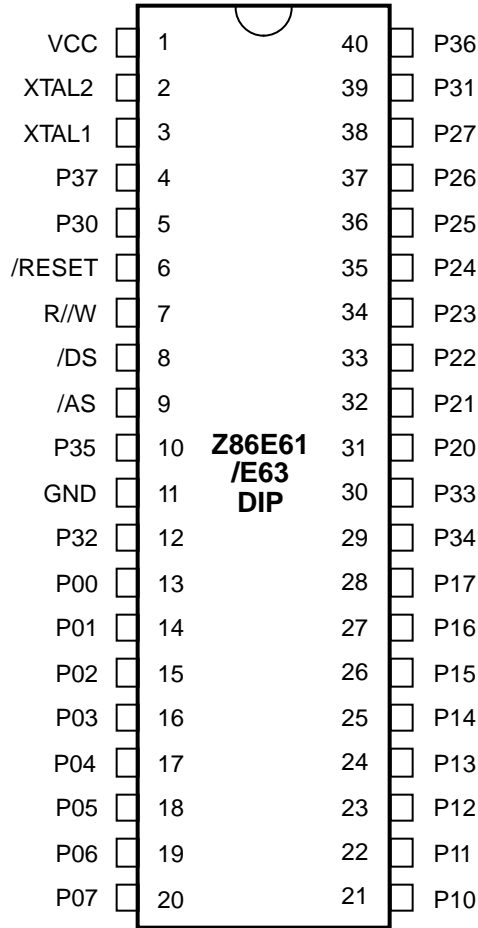 VCC 1 40 P36
XTAL2 2 39 P31
XTAL1 3 38 P27
P37 4 37 P26
P30 5 36 P25
/RESET 6 35 P24
R//W 7 34 P23
/DS 8 33 P22
/AS 9 32 P21
P35 10 Z86E61 31 P20
/E63
GND 11 DIP 30 P33
P32 12 29 P34
P00 13 28 P17
P01 14 27 P16
P02 15 26 P15
P03 16 25 P14
P04 17 24 P13
P05 18 23 P12
P06 19 22 P11
P07 20 21 P10